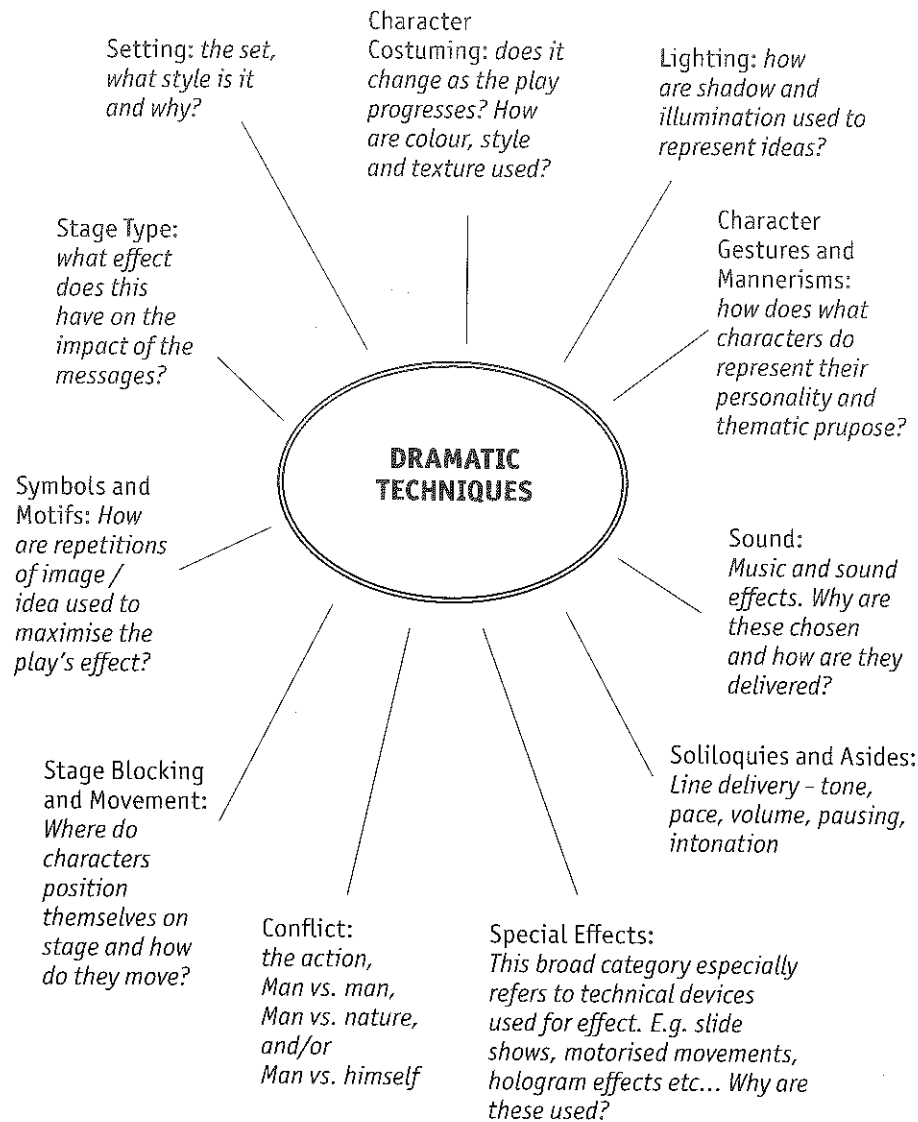 Setting: the set,
what style is it
and why?
Character
Costuming: does it
change as the play
progresses? How
are colour, style
and texture used?
Lighting: how
are shadow and
illumination used to
represent ideas?
Stage Type:
what effect
does this
have on the
impact of the
messages?
Character
Gestures and
Mannerisms:
how does what
characters do
represent their
personality and
thematic prupose?
DRAMATIC
TECHNIQUES
Symbols and
Motifs: How
are repetitions
of image /
idea used to
maximise the
play's effect?
Sound:
Music and sound
effects. Why are
these chosen
and how are they
delivered?
Stage Blocking
and Movement:
Where do
characters
position
themselves on
stage and how
do they move?
Soliloquies and Asides:
Line delivery – tone,
pace, volume, pausing,
intonation
Conflict:
the action,
Man vs. man,
Man vs. nature,
and/or
Man vs. himself
Special Effects:
This broad category especially
refers to technical devices
used for effect. E.g. slide
shows, motorised movements,
hologram effects etc... Why are
these used?